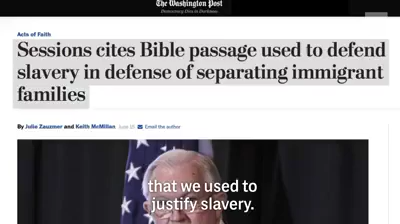 The Washington Post
Democracy Dies in Darkness
Acts of Faith
Sessions cites Bible passage used to defend
slavery in defense of separating immigrant
families
By Julie Zauzmer and Keith McMillan
Email the author
that we used to
justify slavery.